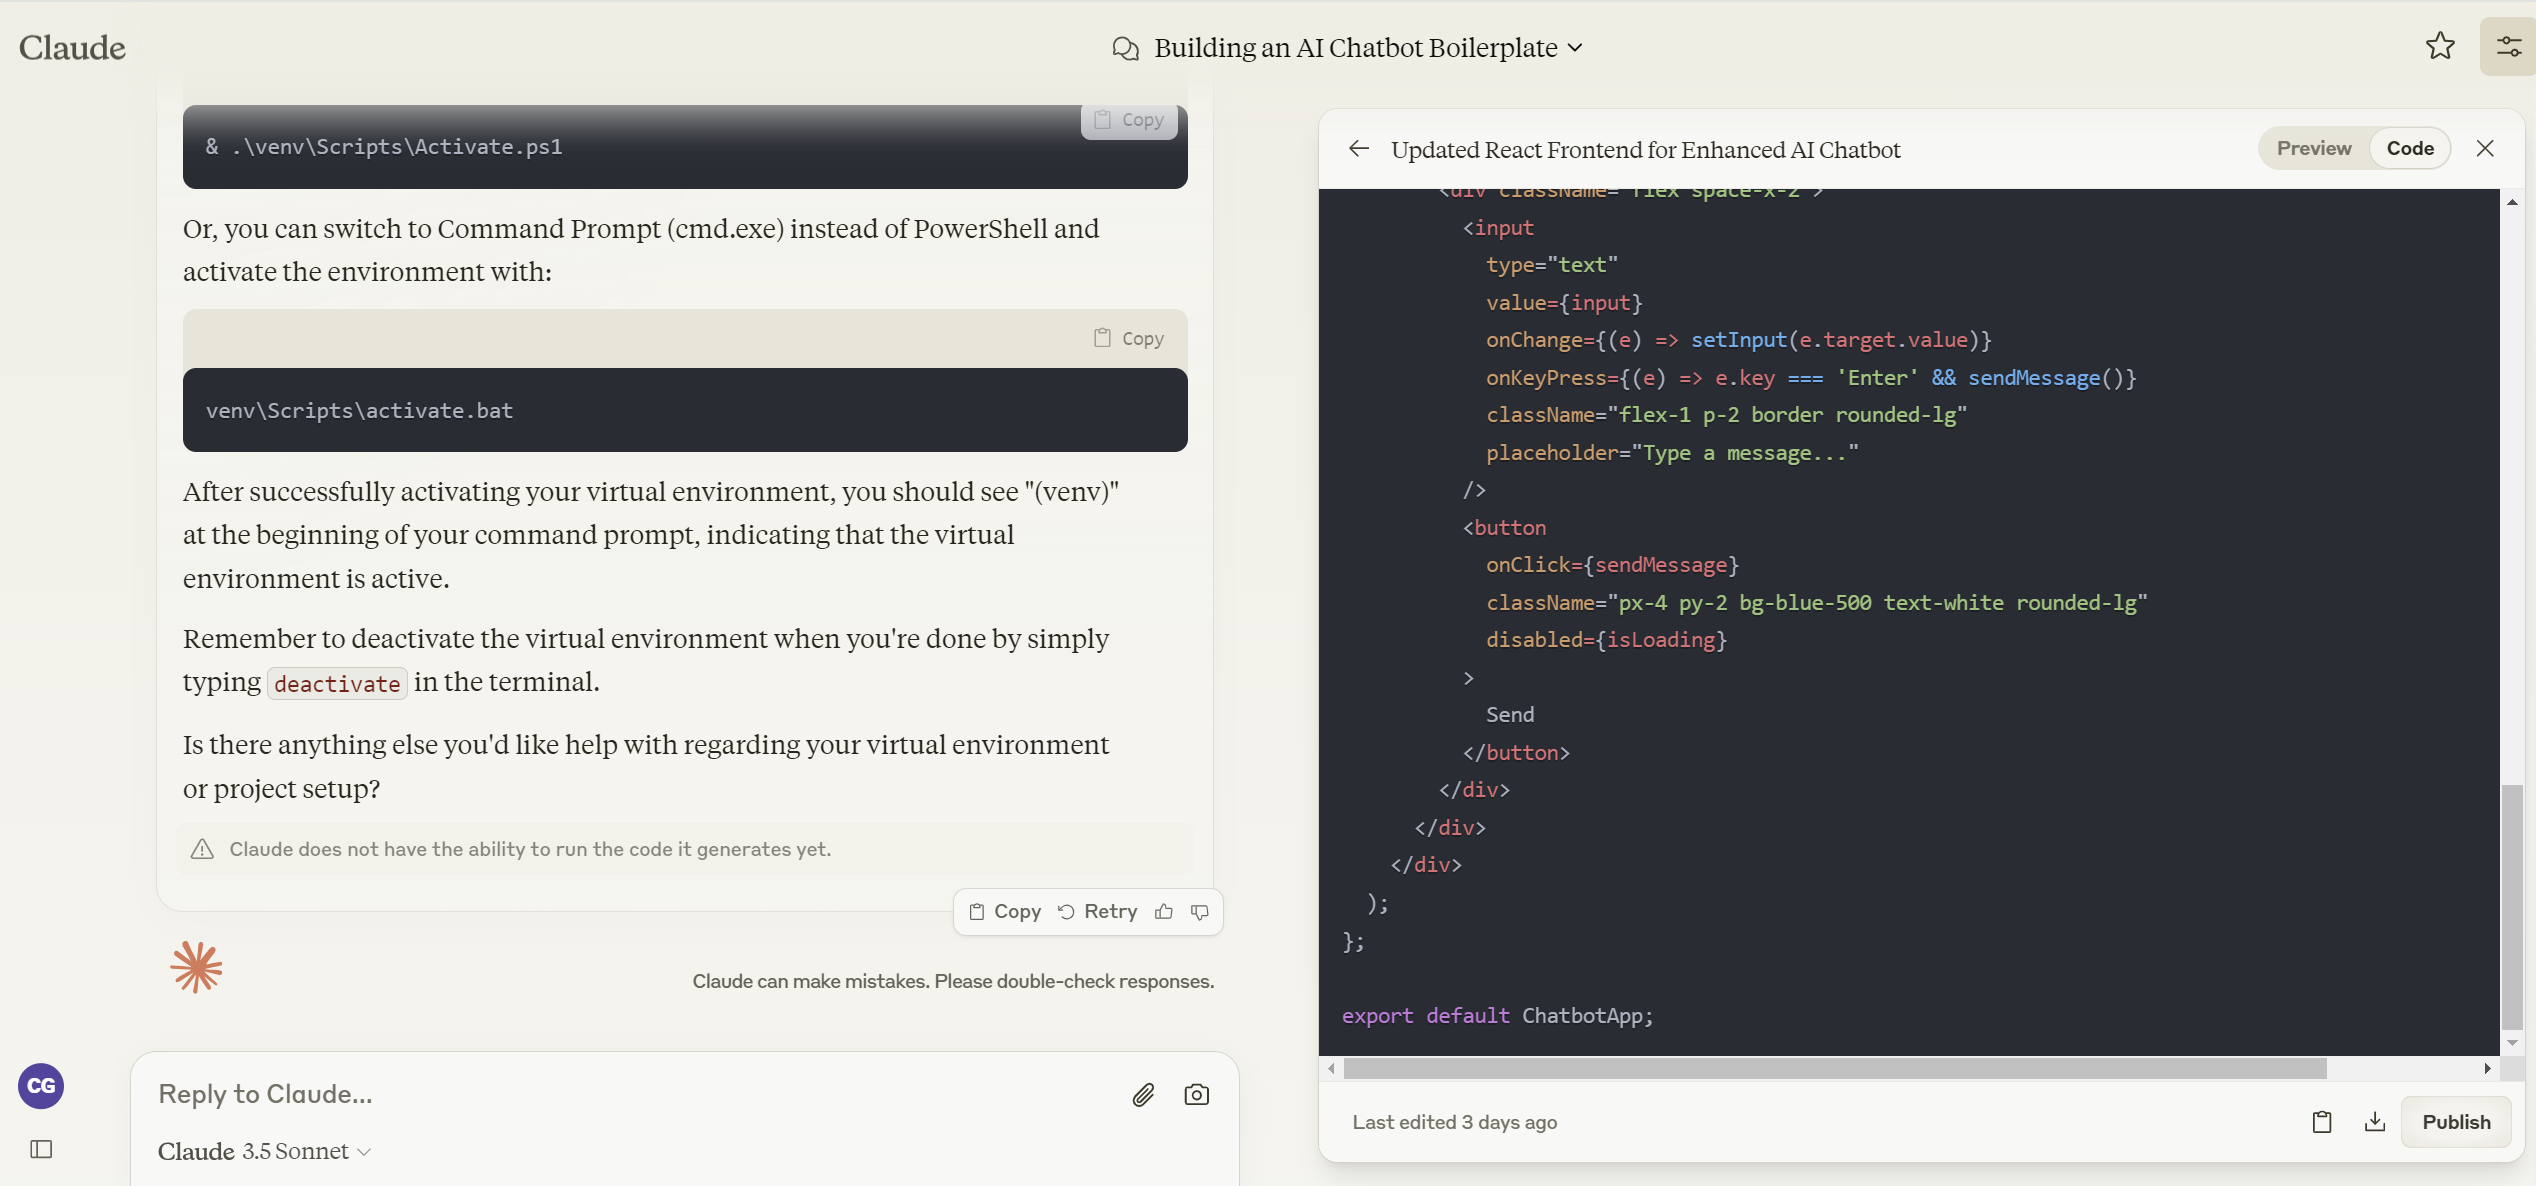 Claude
Building an AI Chatbot Boilerplate
Copy
& .\venv\Scripts\Activate.ps1
Or, you can switch to Command Prompt (cmd.exe) instead of PowerShell and
activate the environment with:
Copy
venv\Scripts\activate.bat
After successfully activating your virtual environment, you should see "(venv)"
at the beginning of your command prompt, indicating that the virtual
environment is active.
Remember to deactivate the virtual environment when you're done by simply
typing deactivate in the terminal.
Is there anything else you'd like help with regarding your virtual environment
or project setup?
Claude does not have the ability to run the code it generates yet.
Copy Retry
Claude can make mistakes. Please double-check responses.
CG
Reply to Claude...
Claude 3.5 Sonnet
Updated React Frontend for Enhanced AI Chatbot
Preview Code
<div className="flex space-x-2">
<input
type="text"
value={input}
onChange={(e) => setInput(e.target.value)}
onKeyPress={(e) => e.key === 'Enter' && sendMessage()}
className="flex-1 p-2 border rounded-lg"
placeholder="Type a message..."
/>
<button
onClick={sendMessage}
className="px-4 py-2 bg-blue-500 text-white rounded-lg"
disabled={isLoading}
>
Send
</button>
</div>
</div>
</div>
);
};
export default ChatbotApp;
Last edited 3 days ago
Publish